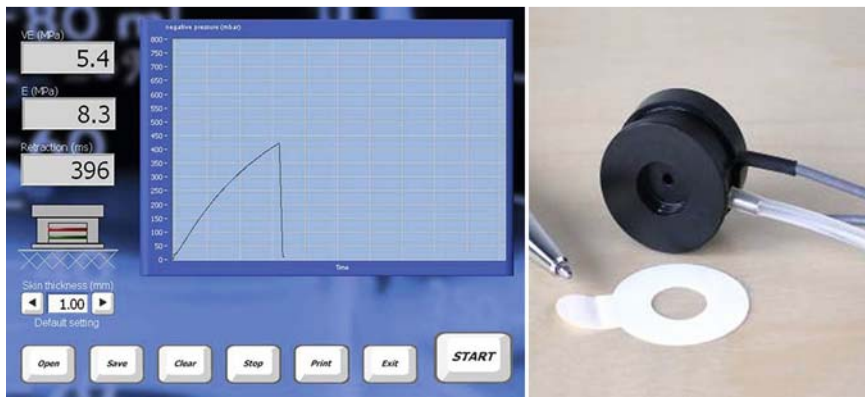 VE (MPa)
5.4
E (MPa)
8.3
Retraction (ms)
396
Skin thickness (mm)
1.00
Default setting
negative pressure (mbar)
800
750
700
650
600
550
500
450
400
350
300
250
200
150
100
50
0
Time
Open
Save
Clear
Stop
Print
Exit
START